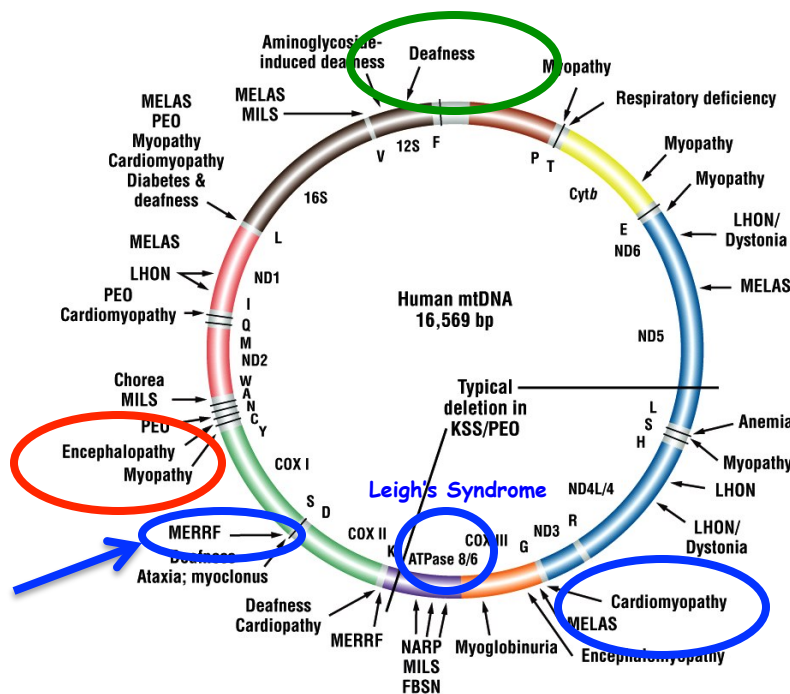 Aminoglycoside-
induced deafness
Deafness
Myopathy
Respiratory deficiency
MELAS
MILS
MELAS
PEO
Myopathy
Cardiomyopathy
Diabetes &
deafness
V
12S
F
P
T
Cytb
Myopathy
Myopathy
16S
E
ND6
LHON/
Dystonia
L
MELAS
ND1
LHON
MELAS
PEO
Cardiomyopathy
I
Q
M
ND2
Human mtDNA
16,569 bp
ND5
Chorea
MILS
W
A
N
C
Y
Typical
deletion in
KSS/PEO
PEO
Encephalopathy
Myopathy
L
S
H
Anemia
Myopathy
COX I
Leigh's Syndrome
ND4L/4
LHON
S
D
MERRF
Deafness
Ataxia; myoclonus
COX II
K
ATPase 8/6
COX III
G
ND3
R
LHON/
Dystonia
Deafness
Cardiopathy
MERRF
NARP
MILS
FBSN
Myoglobinuria
Cardiomyopathy
MELAS
Encephalomyopathy